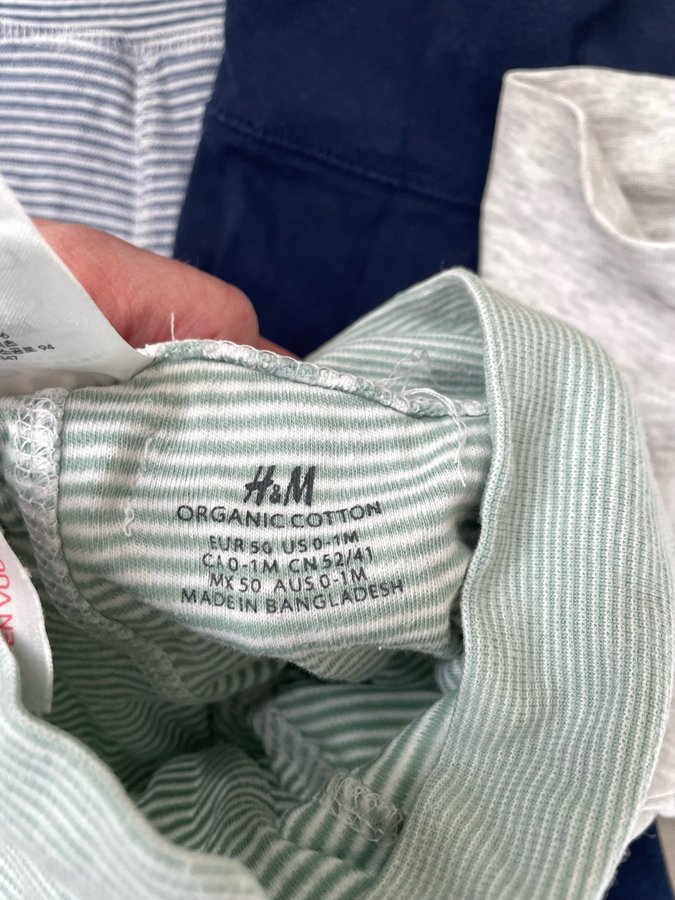 H&M
ORGANIC COTTON
EUR 50 US 0-1M
CA 0-1M CN 52/41
MX 50 AUS 0-1M
MADE IN BANGLADESH
94